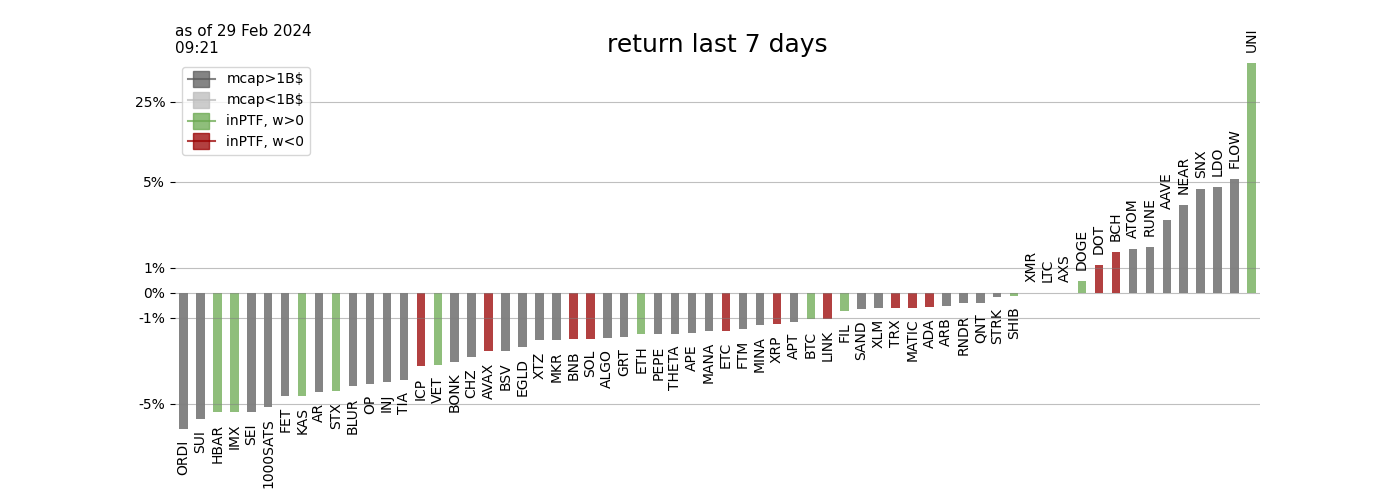 as of 29 Feb 2024
09:21
return last 7 days
mcap>1B$
mcap<1B$
inPTF, w>0
inPTF, w<0
25%
5%
1%
0%
-1%
-5%
ORDI
SUI
HBAR
IMX
SEI
1000SATS
FET
KAS
AR
STX
BLUR
OP
INJ
TIA
ICP
VET
BONK
CHZ
AVAX
BSV
EGLD
XTZ
MKR
BNB
SOL
ALGO
GRT
ETH
PEPE
THETA
APE
MANA
ETC
FTM
MINA
XRP
APT
BTC
LINK
FIL
SAND
XLM
TRX
MATIC
ADA
ARB
RNDR
QNT
STRK
SHIB
XMR
LTC
AXS
DOGE
DOT
BCH
ATOM
RUNE
AAVE
NEAR
SNX
LDO
FLOW
UNI